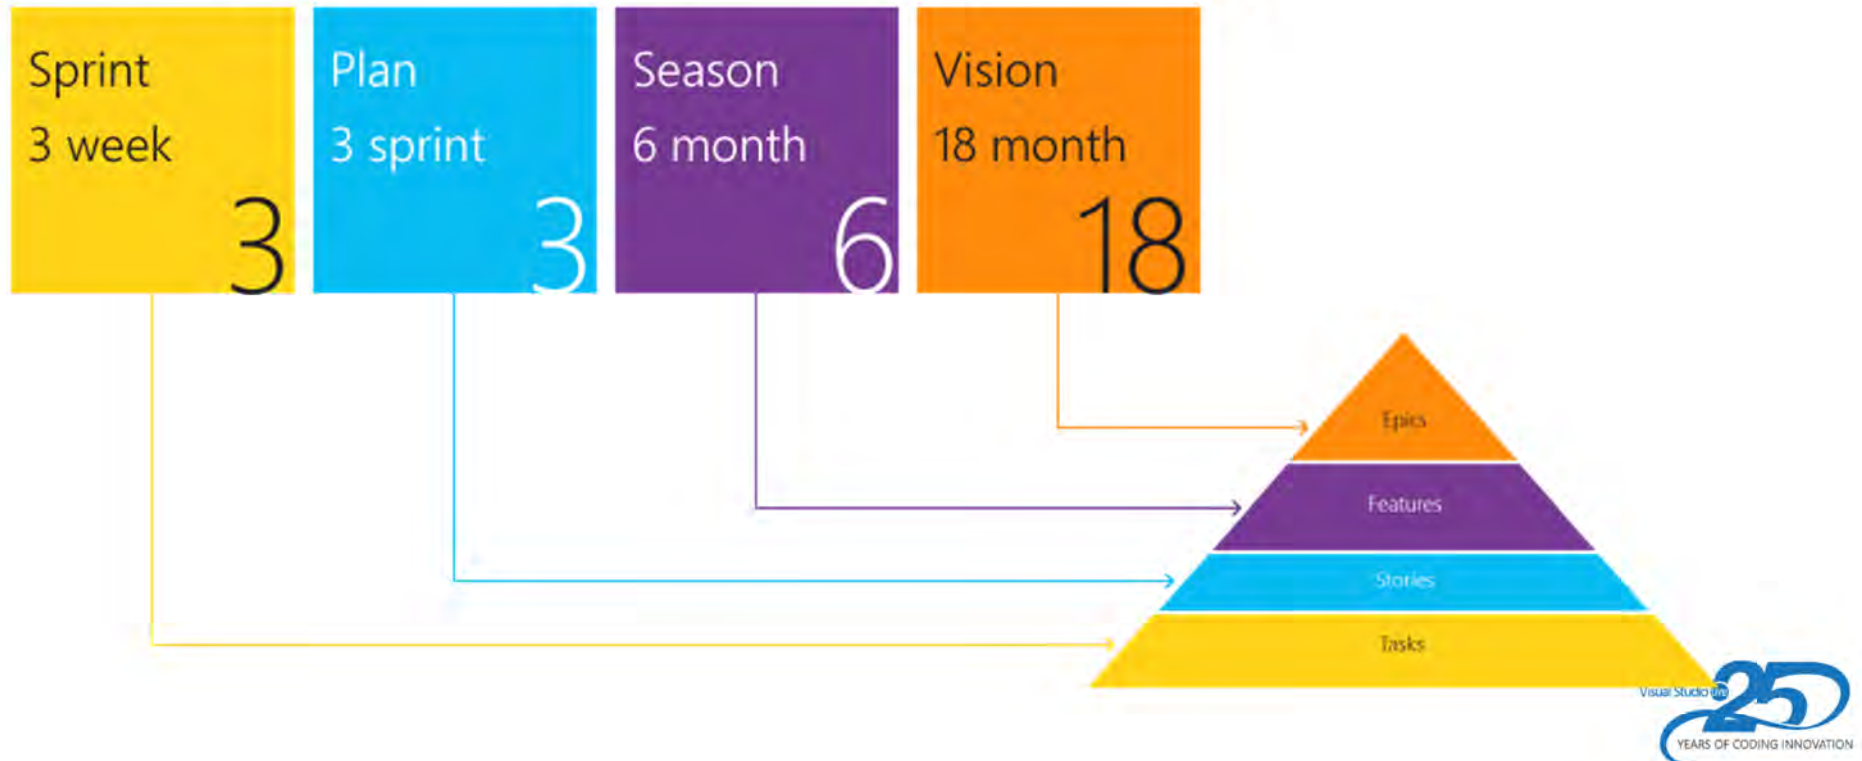 Sprint
3 week
3
Plan
3 sprint
3
Season
6 month
6
Vision
18 month
18
Epics
Features
Stories
Tasks
Visual Studio Live
25
YEARS OF CODING INNOVATION